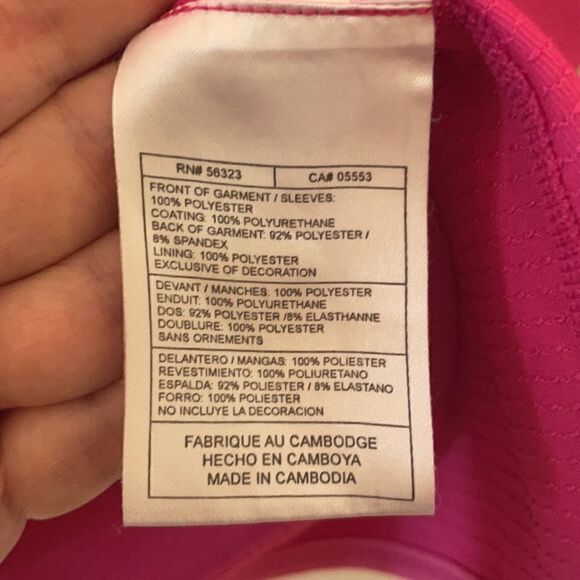 RN# 56323 CA# 05553
FRONT OF GARMENT / SLEEVES:
100% POLYESTER
COATING: 100% POLYURETHANE
BACK OF GARMENT: 92% POLYESTER /
8% SPANDEX
LINING: 100% POLYESTER
EXCLUSIVE OF DECORATION
DEVANT / MANCHES: 100% POLYESTER
ENDUIT: 100% POLYURETHANE
DOS: 92% POLYESTER /8% ELASTHANNE
DOUBLURE: 100% POLYESTER
SANS ORNEMENTS
DELANTERO / MANGAS: 100% POLIESTER
REVESTIMIENTO: 100% POLIURETANO
ESPALDA: 92% POLIESTER / 8% ELASTANO
FORRO: 100% POLIESTER
NO INCLUYE LA DECORACION
FABRIQUE AU CAMBODGE
HECHO EN CAMBOYA
MADE IN CAMBODIA